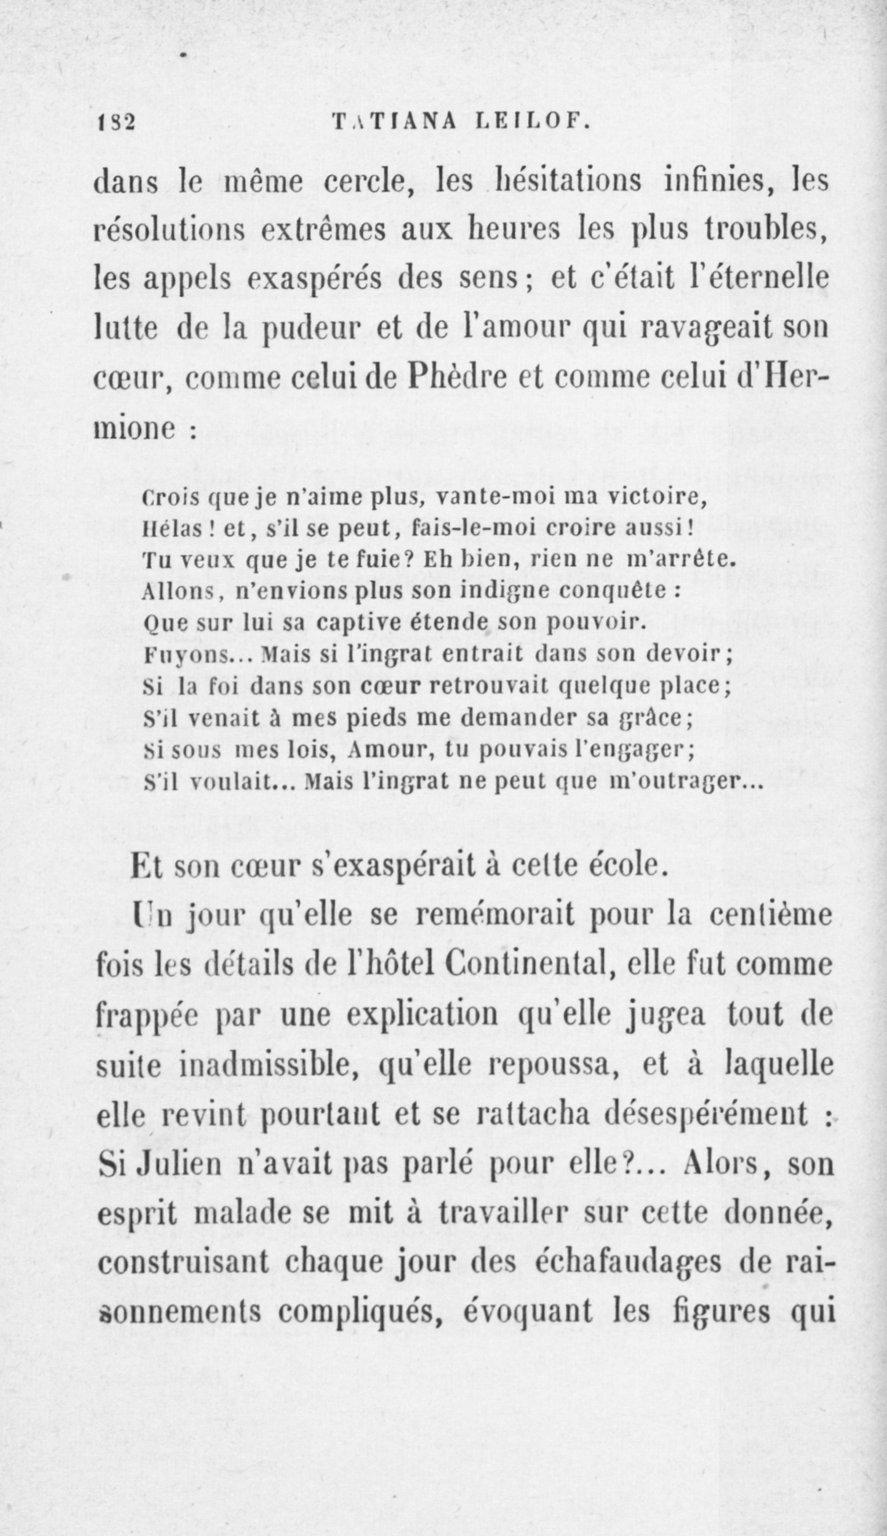 182 TATIANA LEILOF.
dans le même cercle, les hésitations infinies, les
résolutions extrêmes aux heures les plus troubles,
les appels exaspérés des sens ; et c'était l'éternelle
lutte de la pudeur et de l'amour qui ravageait son
cœur, comme celui de Phèdre et comme celui d'Her-
mione :
Crois que je n'aime plus, vante-moi ma victoire,
Hélas ! et, s'il se peut, fais-le-moi croire aussi !
Tu veux que je te fuie ? Eh bien, rien ne m'arrête.
Allons, n'envions plus son indigne conquête :
Que sur lui sa captive étende son pouvoir.
Fuyons... Mais si l'ingrat entrait dans son devoir ;
Si la foi dans son cœur retrouvait quelque place ;
S'il venait à mes pieds me demander sa grâce ;
Si sous mes lois, Amour, tu pouvais l'engager ;
S'il voulait... Mais l'ingrat ne peut que m'outrager...
Et son cœur s'exaspérait à cette école.
Un jour qu'elle se remémorait pour la centième
fois les détails de l'hôtel Continental, elle fut comme
frappée par une explication qu'elle jugea tout de
suite inadmissible, qu'elle repoussa, et à laquelle
elle revint pourtant et se rattacha désespérément :
Si Julien n'avait pas parlé pour elle ?... Alors, son
esprit malade se mit à travailler sur cette donnée,
construisant chaque jour des échafaudages de rai-
sonnements compliqués, évoquant les figures qui